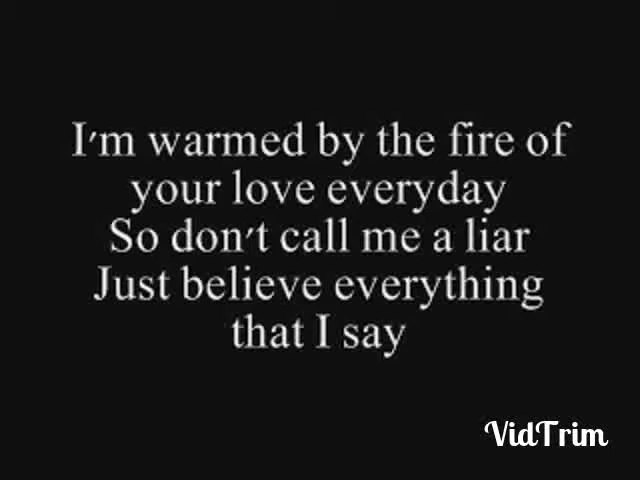 I'm warmed by the fire of
your love everyday
So don't call me a liar
Just believe everything
that I say
VidTrim